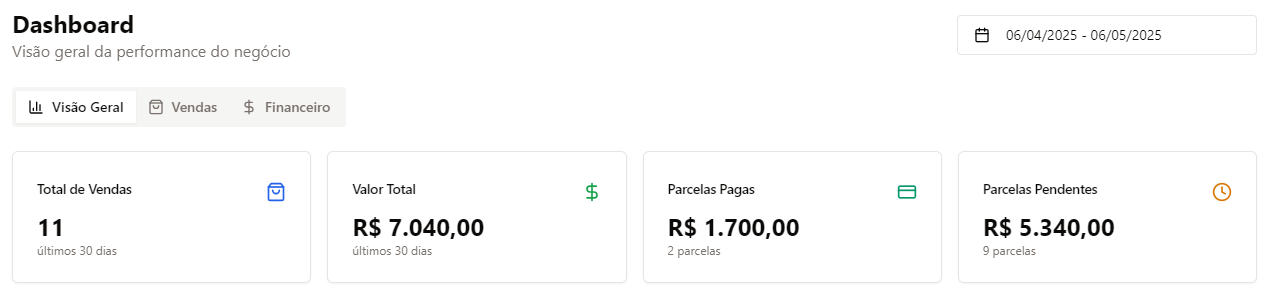 Dashboard
Visão geral da performance do negócio
06/04/2025 - 06/05/2025
Visão Geral
Vendas
Financeiro
Total de Vendas
11
últimos 30 dias
Valor Total
R$ 7.040,00
últimos 30 dias
Parcelas Pagas
R$ 1.700,00
2 parcelas
Parcelas Pendentes
R$ 5.340,00
9 parcelas